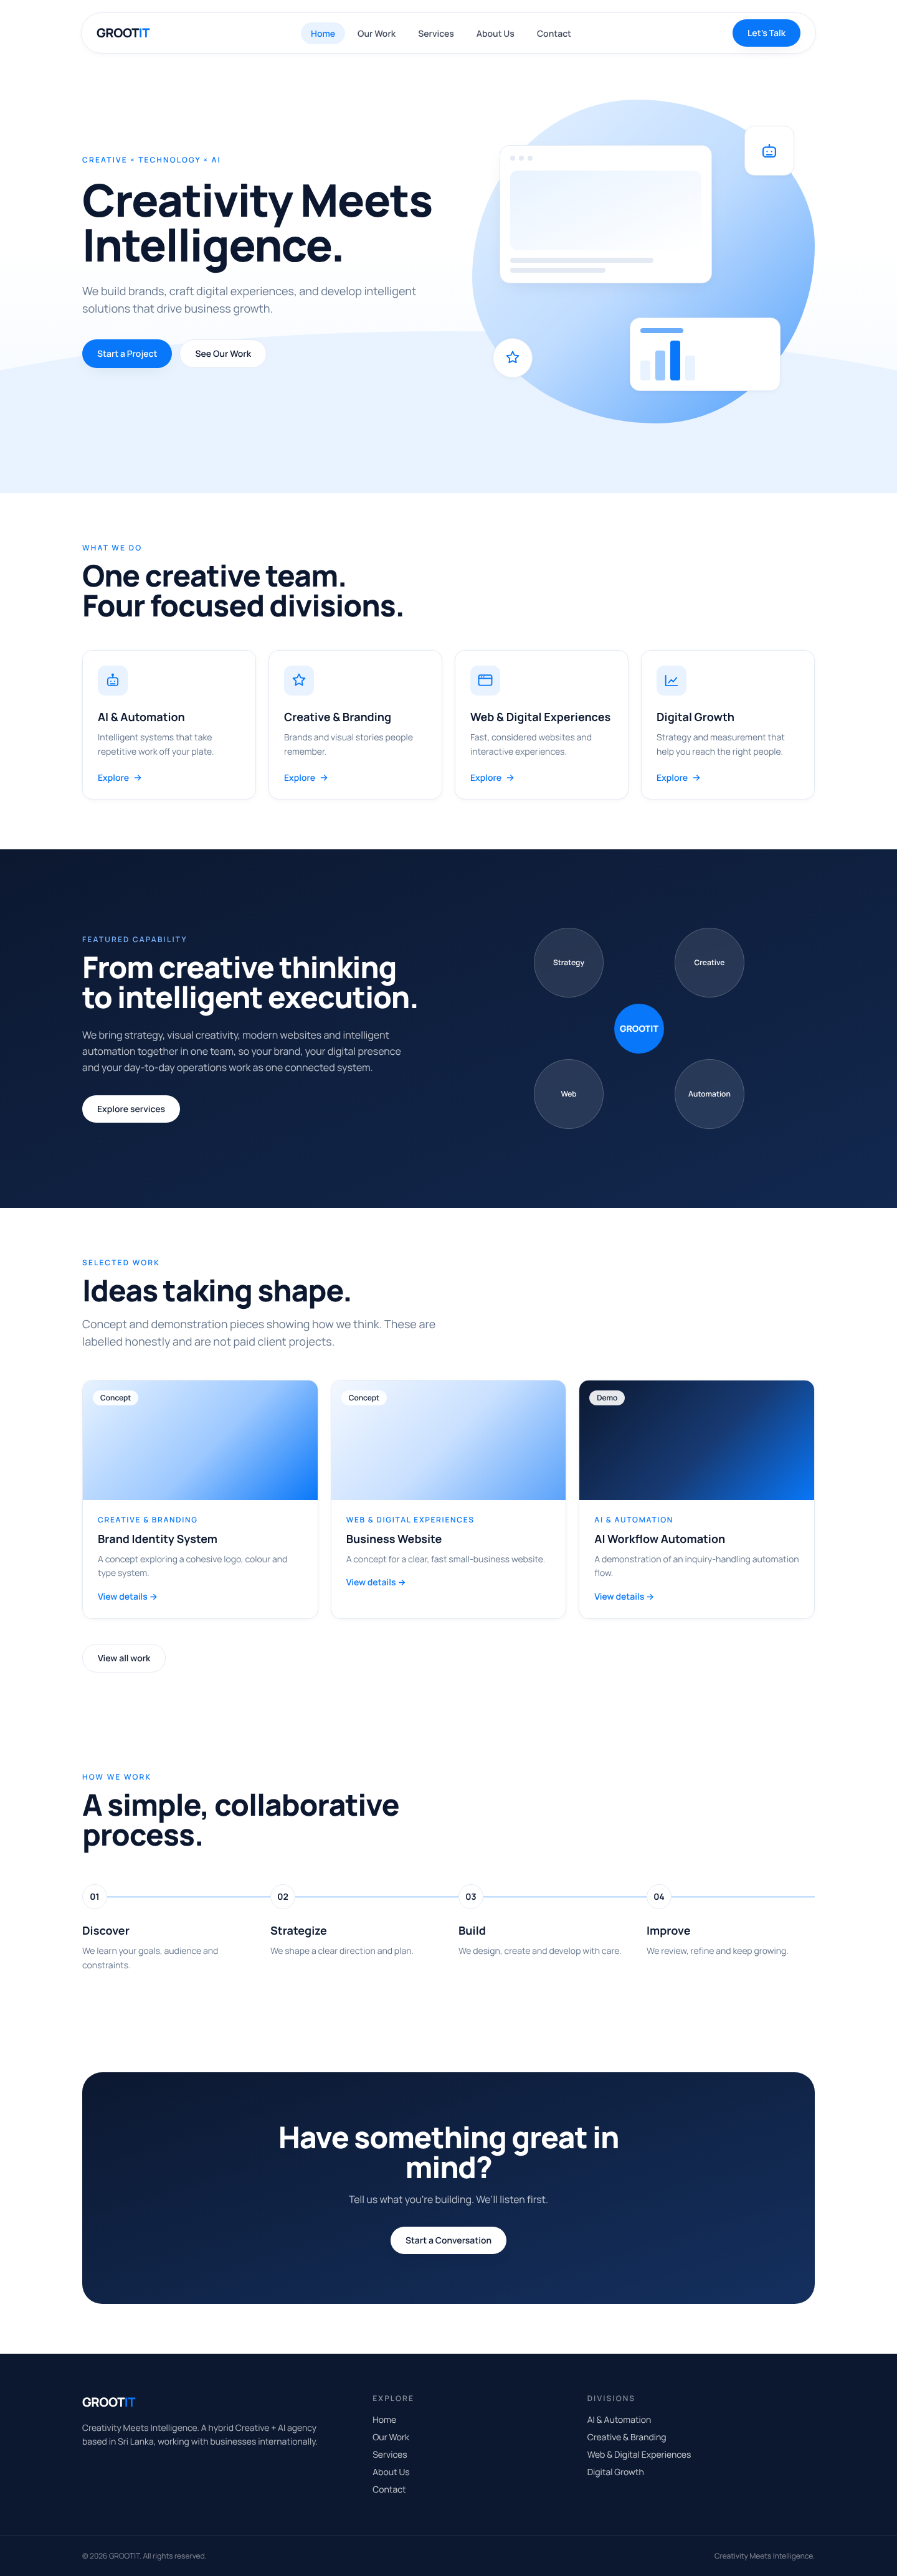 GROOTIT
Home
Our Work
Services
About Us
Contact
Let's Talk
CREATIVE + TECHNOLOGY + AI
Creativity Meets
Intelligence.
We build brands, craft digital experiences, and develop intelligent
solutions that drive business growth.
Start a Project
See Our Work
WHAT WE DO
One creative team.
Four focused divisions.
AI & Automation
Intelligent systems that take
repetitive work off your plate.
Explore →
Creative & Branding
Brands and visual stories people
remember.
Explore →
Web & Digital Experiences
Fast, considered websites and
interactive experiences.
Explore →
Digital Growth
Strategy and measurement that
help you reach the right people.
Explore →
FEATURED CAPABILITY
From creative thinking
to intelligent execution.
We bring strategy, visual creativity, modern websites and intelligent
automation together in one team, so your brand, your digital presence
and your day-to-day operations work as one connected system.
Explore services
Strategy
Creative
GROOTIT
Web
Automation
SELECTED WORK
Ideas taking shape.
Concept and demonstration pieces showing how we think. These are
labelled honestly and are not paid client projects.
Concept
CREATIVE & BRANDING
Brand Identity System
A concept exploring a cohesive logo, colour and
type system.
View details →
Concept
WEB & DIGITAL EXPERIENCES
Business Website
A concept for a clear, fast small-business website.
View details →
Demo
AI & AUTOMATION
AI Workflow Automation
A demonstration of an inquiry-handling automation
flow.
View details →
View all work
HOW WE WORK
A simple, collaborative
process.
01
Discover
We learn your goals, audience and
constraints.
02
Strategize
We shape a clear direction and plan.
03
Build
We design, create and develop with care.
04
Improve
We review, refine and keep growing.
Have something great in
mind?
Tell us what you're building. We'll listen first.
Start a Conversation
GROOTIT
Creativity Meets Intelligence. A hybrid Creative + AI agency
based in Sri Lanka, working with businesses internationally.
EXPLORE
Home
Our Work
Services
About Us
Contact
DIVISIONS
AI & Automation
Creative & Branding
Web & Digital Experiences
Digital Growth
© 2026 GROOTIT. All rights reserved.
Creativity Meets Intelligence.